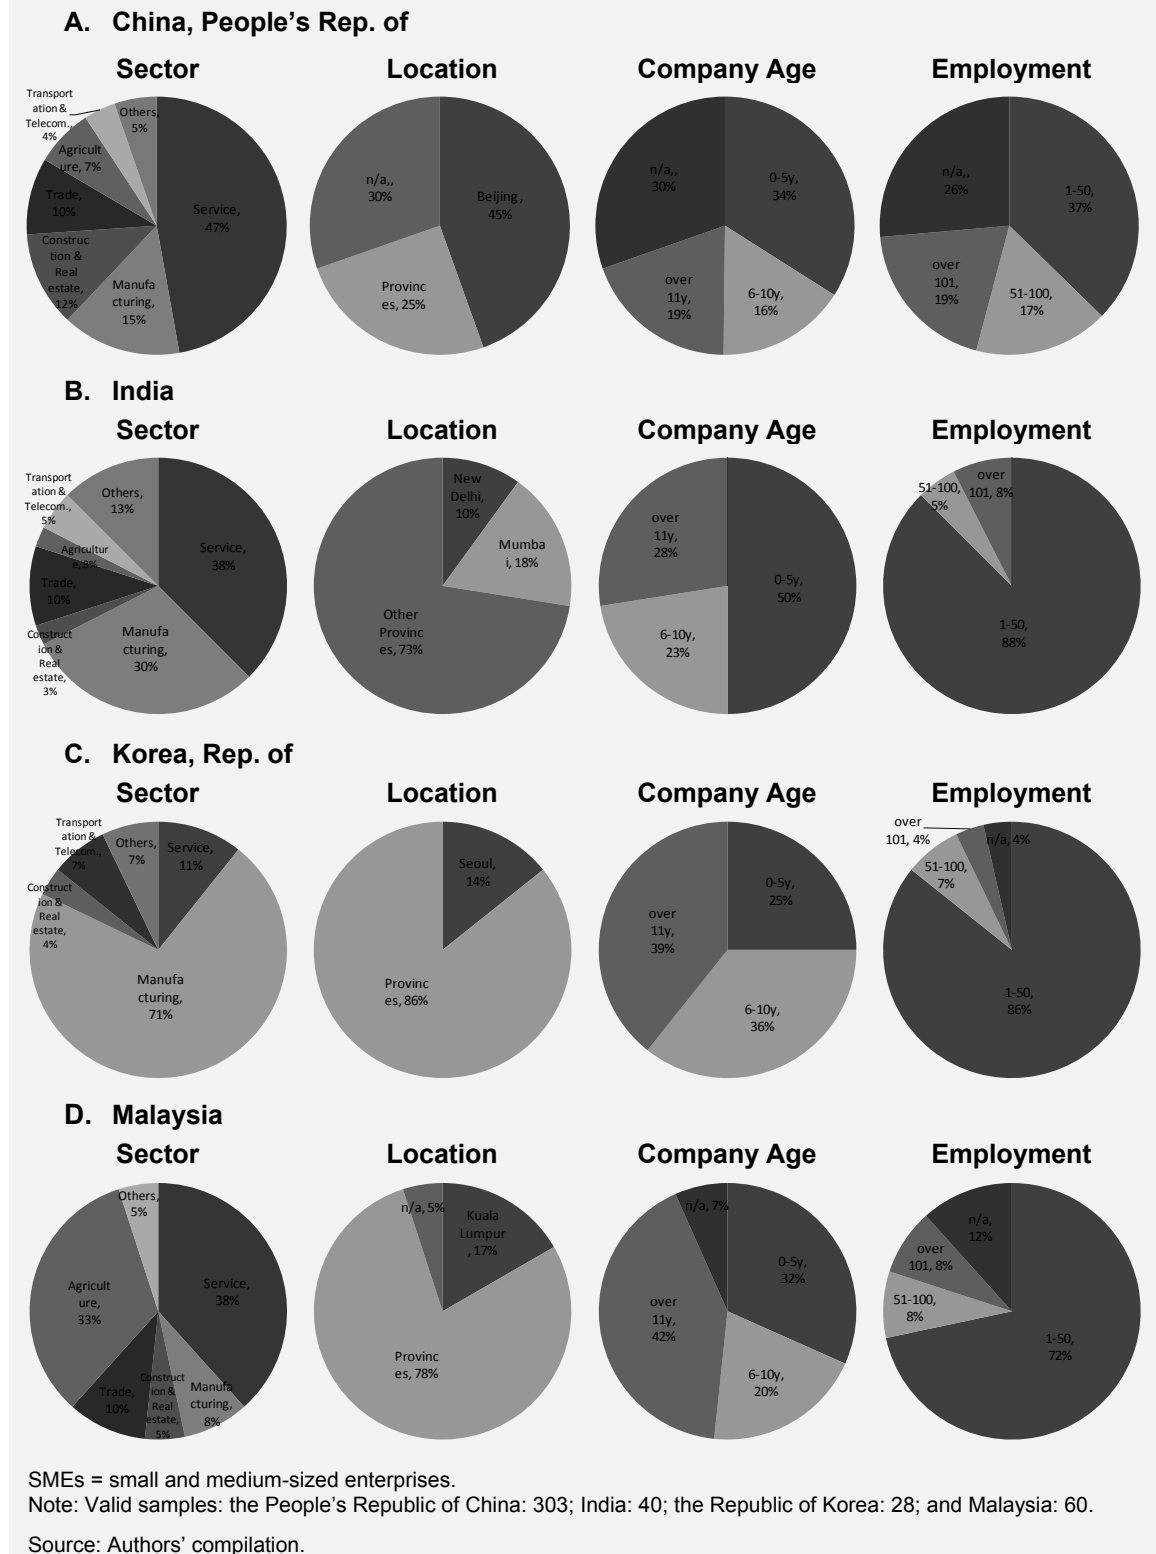 A. China, People's Rep. of
Sector
Location
Company Age
Employment
Transport
ation &
Telecom.,
4%
Others,
5%
Agricult
ure, 7%
Trade,
10%
Construc
tion &
Real
estate,
12%
Manufa
cturing,
15%
Service,
47%
n/a,,
30%
Beijing ,
45%
Provinc
es, 25%
n/a,,
30%
0-5y,
34%
over
11y,
19%
6-10y,
16%
n/a,,
26%
1-50,
37%
over
101,
19%
51-100,
17%
B. India
Sector
Location
Company Age
Employment
Transport
ation &
Telecom.,
5%
Others,
13%
Agricultur
e, 3%
Trade,
10%
Construct
ion &
Real
estate,
3%
Manufa
cturing,
30%
Service,
38%
New
Delhi,
10%
Mumba
i, 18%
Other
Provinc
es, 73%
over
11y,
28%
0-5y,
50%
6-10y,
23%
51-100,
5%
over
101, 8%
1-50,
88%
C. Korea, Rep. of
Sector
Location
Company Age
Employment
Transport
ation &
Telecom.,
7%
Others,
7%
Service,
11%
Construct
ion &
Real
estate,
4%
Manufa
cturing,
71%
Seoul,
14%
Provinc
es, 86%
0-5y,
25%
over
11y,
39%
6-10y,
36%
over
101, 4%
n/a, 4%
51-100,
7%
1-50,
86%
D. Malaysia
Sector
Location
Company Age
Employment
Others,
5%
Agricult
ure,
33%
Service,
38%
Trade,
10%
Construct
ion &
Real
estate,
5%
Manufa
cturing,
8%
n/a, 5%
Kuala
Lumpur
, 17%
Provinc
es, 78%
n/a, 7%
0-5y,
32%
over
11y,
42%
6-10y,
20%
n/a,
12%
over
101, 8%
51-100,
8%
1-50,
72%
SMEs = small and medium-sized enterprises.
Note: Valid samples: the People's Republic of China: 303; India: 40; the Republic of Korea: 28; and Malaysia: 60.
Source: Authors' compilation.